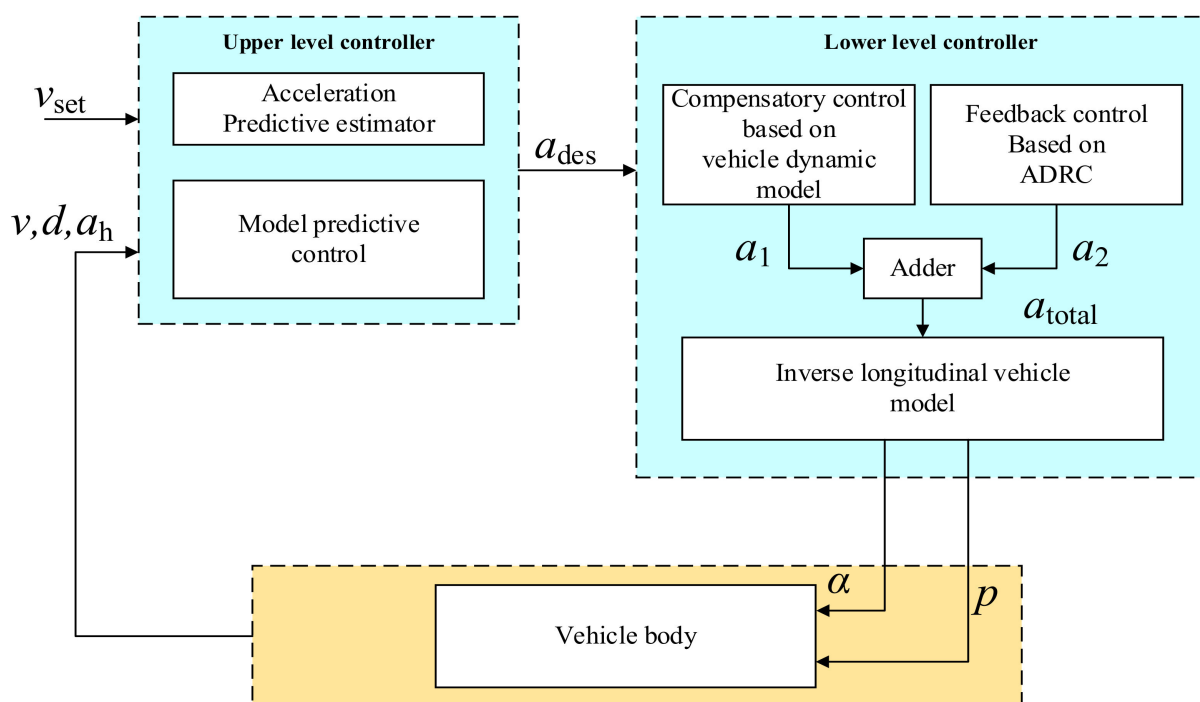 Upper level controller
Acceleration
Predictive estimator
Model predictive
control
v_set
v,d,a_h
a_des
Lower level controller
Compensatory control
based on
vehicle dynamic
model
Feedback control
Based on
ADRC
a_1
Adder
a_2
a_total
Inverse longitudinal vehicle
model
α
p
Vehicle body